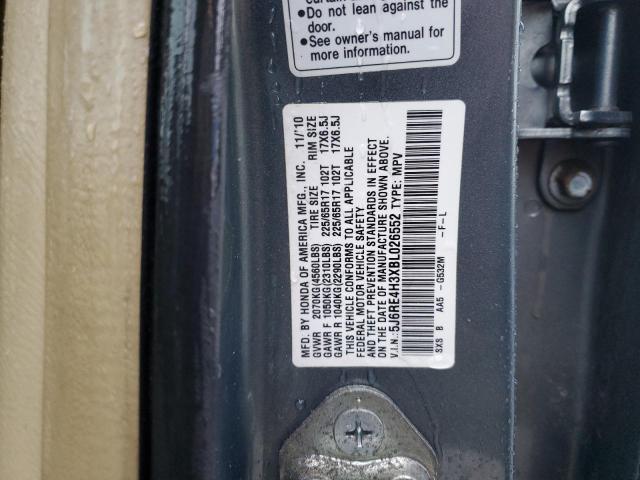 curtain
●Do not lean against the
door.
●See owner's manual for
more information.
MFD. BY HONDA OF AMERICA MFG., INC. 11/'10
GVWR 2070KG(4560LBS) TIRE SIZE RIM SIZE
GAWR F 1050KG(2310LBS) 225/65R17 102T 17X6.5J
GAWR R 1040KG(2290LBS) 225/65R17 102T 17X6.5J
THIS VEHICLE CONFORMS TO ALL APPLICABLE
FEDERAL MOTOR VEHICLE SAFETY
AND THEFT PREVENTION STANDARDS IN EFFECT
ON THE DATE OF MANUFACTURE SHOWN ABOVE.
V.I.N.: 5J6RE4H3XBL026552 TYPE: MPV
SXS B AA5 -G532M -F-L